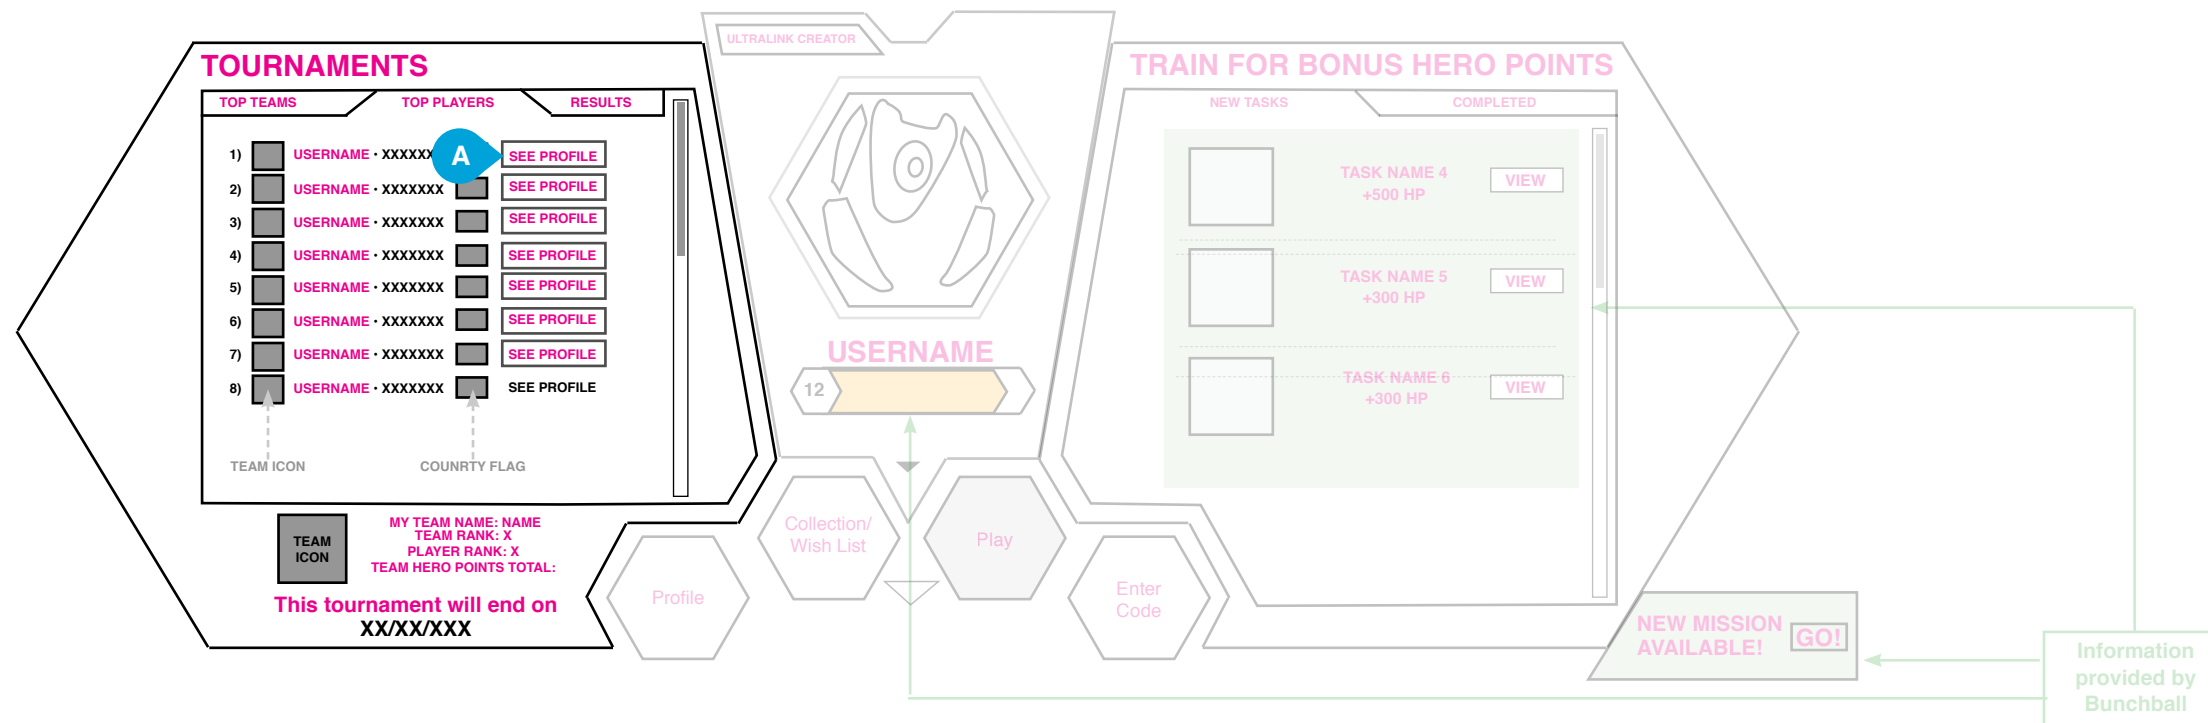 TOURNAMENTS
TOP TEAMS
TOP PLAYERS
RESULTS
1) USERNAME • XXXXXX A SEE PROFILE
2) USERNAME • XXXXXXX SEE PROFILE
3) USERNAME • XXXXXXX SEE PROFILE
4) USERNAME • XXXXXXX SEE PROFILE
5) USERNAME • XXXXXXX SEE PROFILE
6) USERNAME • XXXXXXX SEE PROFILE
7) USERNAME • XXXXXXX SEE PROFILE
8) USERNAME • XXXXXXX SEE PROFILE
TEAM ICON
COUNRTY FLAG
TEAM
ICON
MY TEAM NAME: NAME
TEAM RANK: X
PLAYER RANK: X
TEAM HERO POINTS TOTAL:
This tournament will end on
XX/XX/XXX
ULTRALINK CREATOR
USERNAME
12
Profile
Collection/
Wish List
Play
Enter
Code
TRAIN FOR BONUS HERO POINTS
NEW TASKS
COMPLETED
TASK NAME 4
+500 HP
VIEW
TASK NAME 5
+300 HP
VIEW
TASK NAME 6
+300 HP
VIEW
NEW MISSION
AVAILABLE!
GO!
Information
provided by
Bunchball